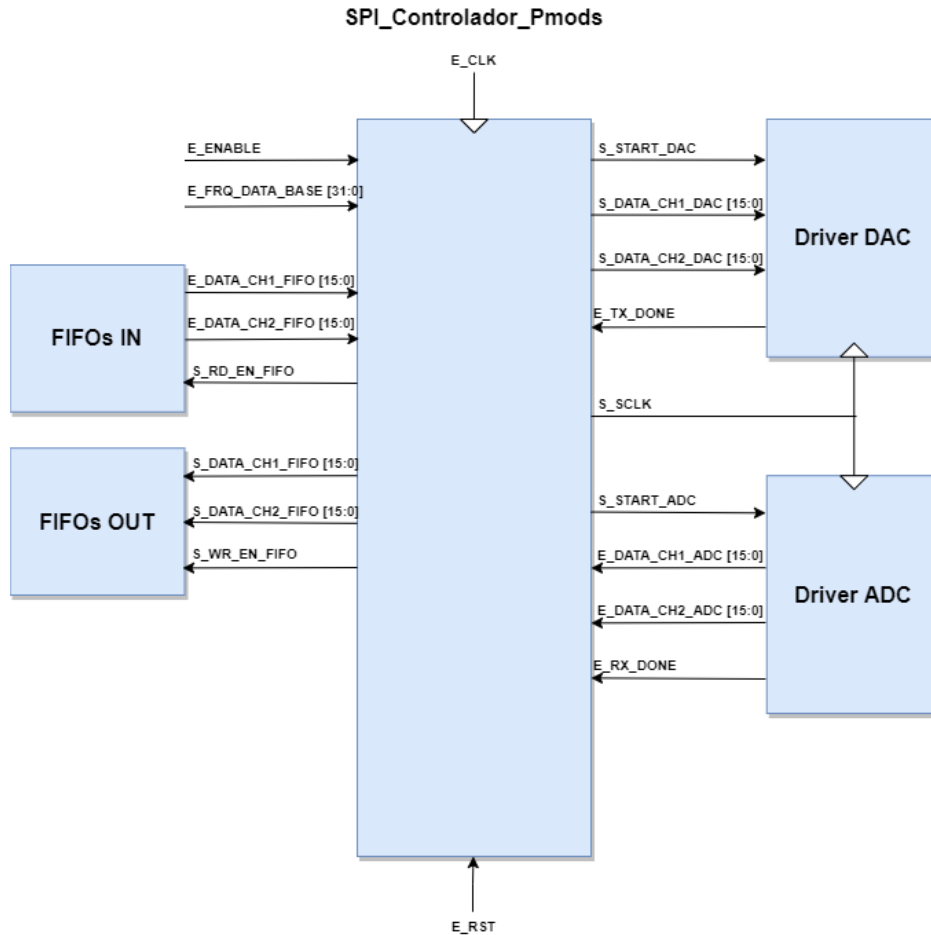 SPI_Controlador_Pmods
E_CLK
E_ENABLE
E_FRQ_DATA_BASE [31:0]
FIFOs IN
E_DATA_CH1_FIFO [15:0]
E_DATA_CH2_FIFO [15:0]
S_RD_EN_FIFO
FIFOs OUT
S_DATA_CH1_FIFO [15:0]
S_DATA_CH2_FIFO [15:0]
S_WR_EN_FIFO
S_START_DAC
S_DATA_CH1_DAC [15:0]
S_DATA_CH2_DAC [15:0]
E_TX_DONE
Driver DAC
S_SCLK
S_START_ADC
E_DATA_CH1_ADC [15:0]
E_DATA_CH2_ADC [15:0]
E_RX_DONE
Driver ADC
E_RST